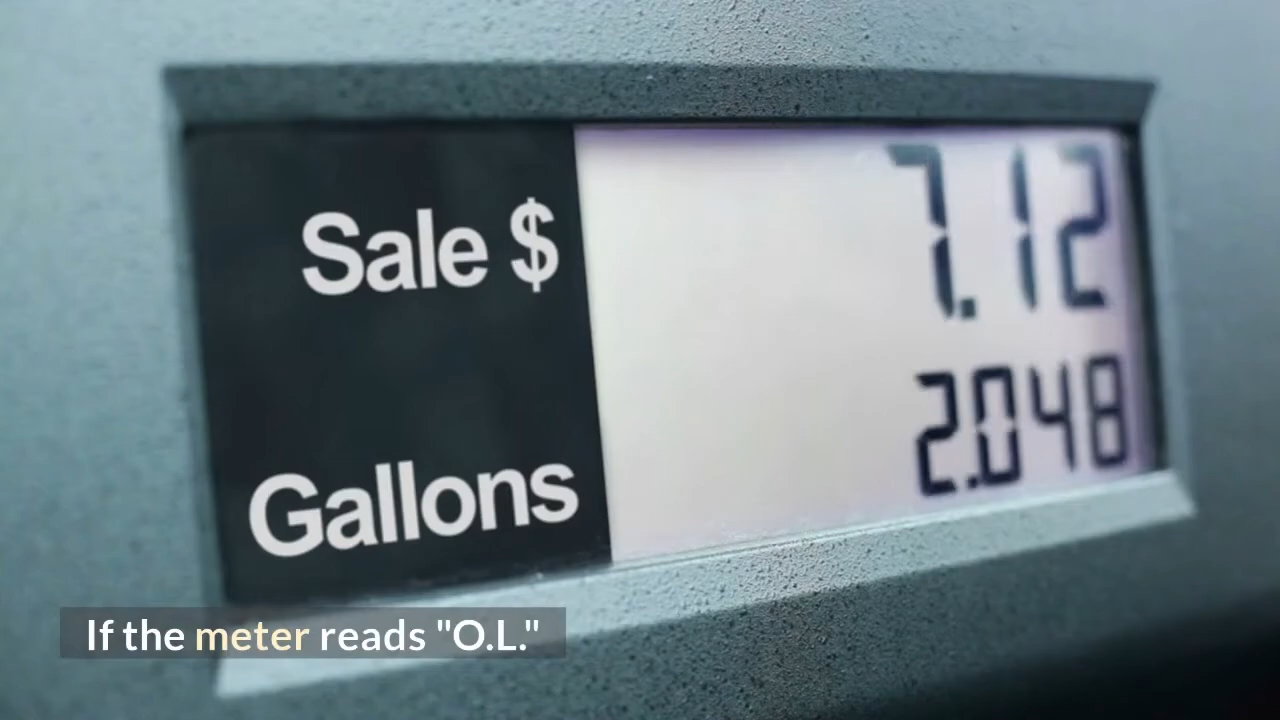 Sale $ 7.12
Gallons 2.048
If the meter reads "O.L."